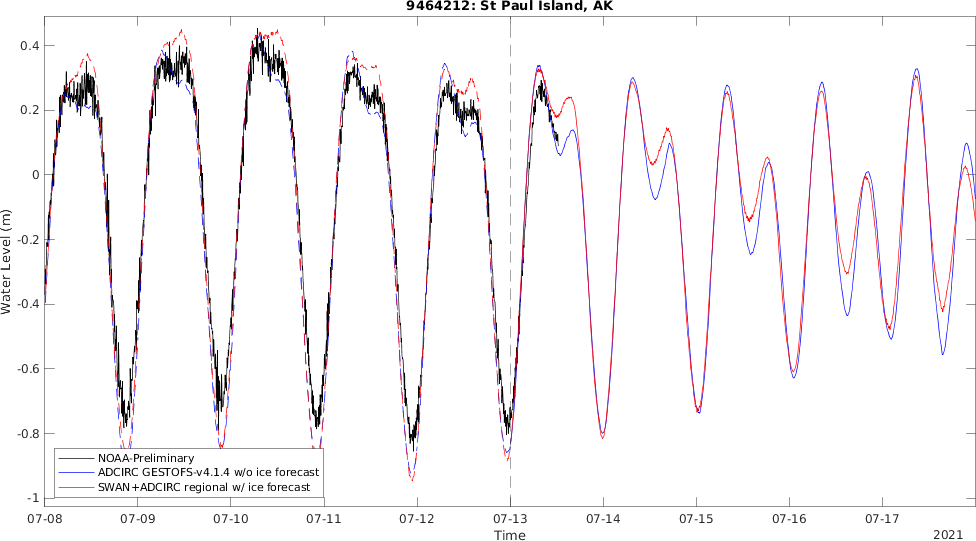 9464212: St Paul Island, AK
Water Level (m)
0.4
0.2
0
-0.2
-0.4
-0.6
-0.8
-1
NOAA-Preliminary
ADCIRC GESTOFS-v4.1.4 w/o ice forecast
SWAN+ADCIRC regional w/ ice forecast
07-08 07-09 07-10 07-11 07-12 07-13 07-14 07-15 07-16 07-17
Time
2021